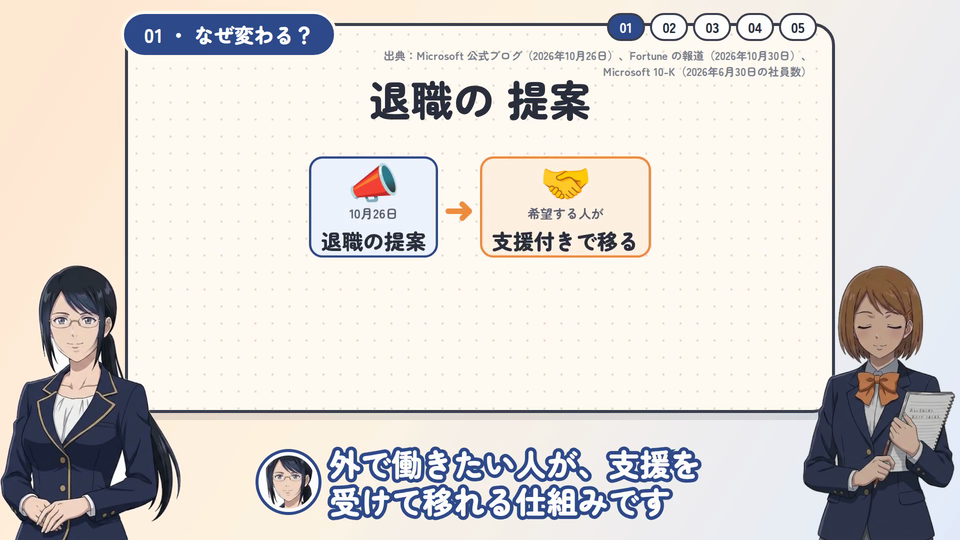 01 ・ なぜ変わる？
01 02 03 04 05
出典：Microsoft 公式ブログ（2026年10月26日）、Fortune の報道（2026年10月30日）、
Microsoft 10-K（2026年6月30日の社員数）
退職の 提案
10月26日
退職の提案
希望する人が
支援付きで移る
外で働きたい人が、支援を
受けて移れる仕組みです